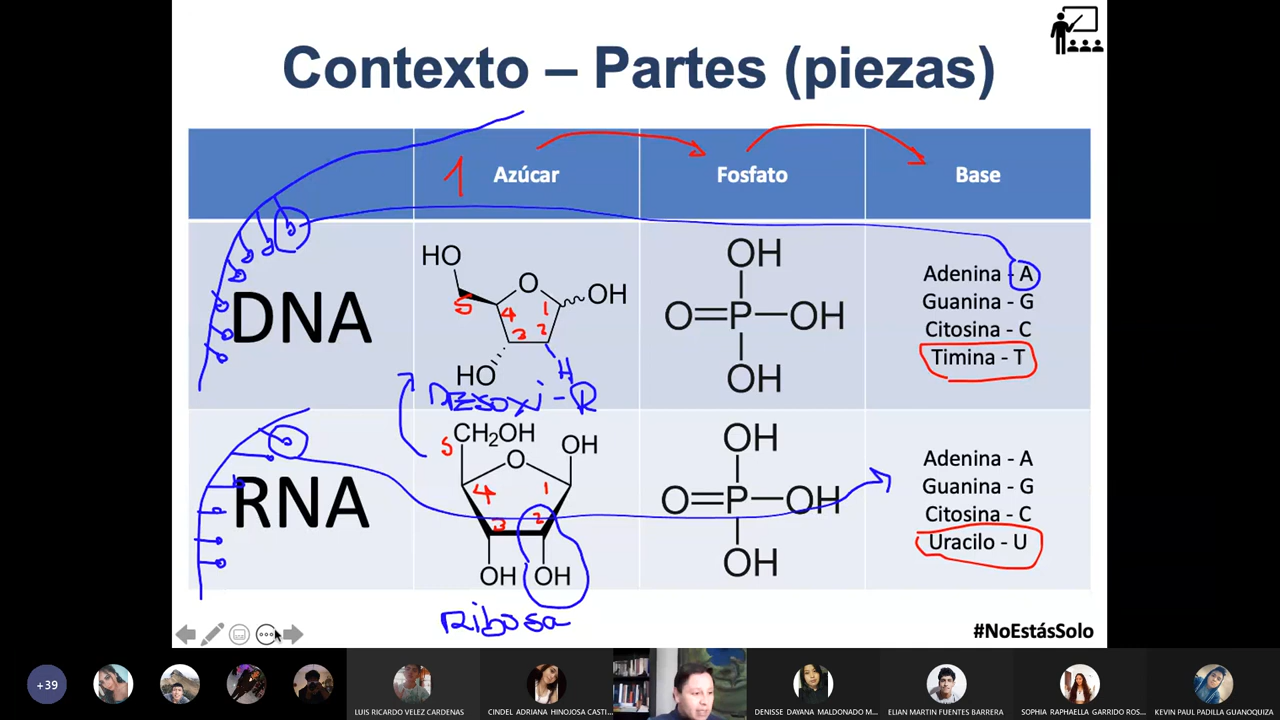 Contexto – Partes (piezas)
1 Azúcar Fosfato Base
DNA
HO
O
OH
5 4 1
3 2
HO H
DESOXI - R
OH
O=P–OH
OH
Adenina - A
Guanina - G
Citosina - C
Timina - T
RNA
5 CH₂OH OH
O
4 1
3 2
OH OH
Ribosa
OH
O=P–OH
OH
Adenina - A
Guanina - G
Citosina - C
Uracilo - U
#NoEstásSolo
+39
LUIS RICARDO VELEZ CARDENAS
CINDEL ADRIANA HINOJOSA CASTI...
DENISSE DAYANA MALDONADO M...
ELIAN MARTIN FUENTES BARRERA
SOPHIA RAPHAELLA GARRIDO ROS...
KEVIN PAUL PADILLA GUANOQUIZA